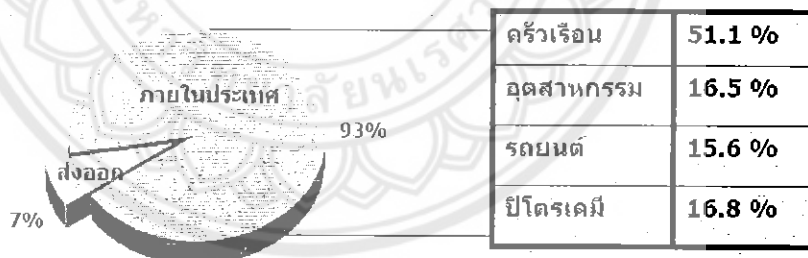 ภายในประเทศ
93%
ส่งออก
7%
ครัวเรือน 51.1 %
อุตสาหกรรม 16.5 %
รถยนต์ 15.6 %
ปิโตรเคมี 16.8 %